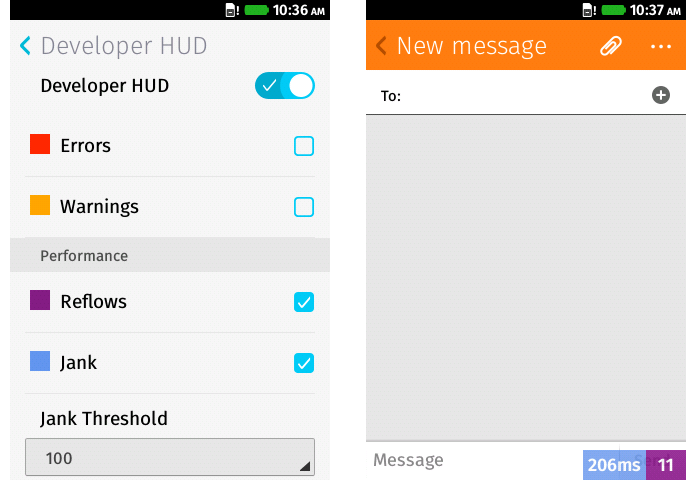 10:36 AM
Developer HUD
Developer HUD
Errors
Warnings
Performance
Reflows
Jank
Jank Threshold
100
10:37 AM
New message
To:
Message
206ms 11